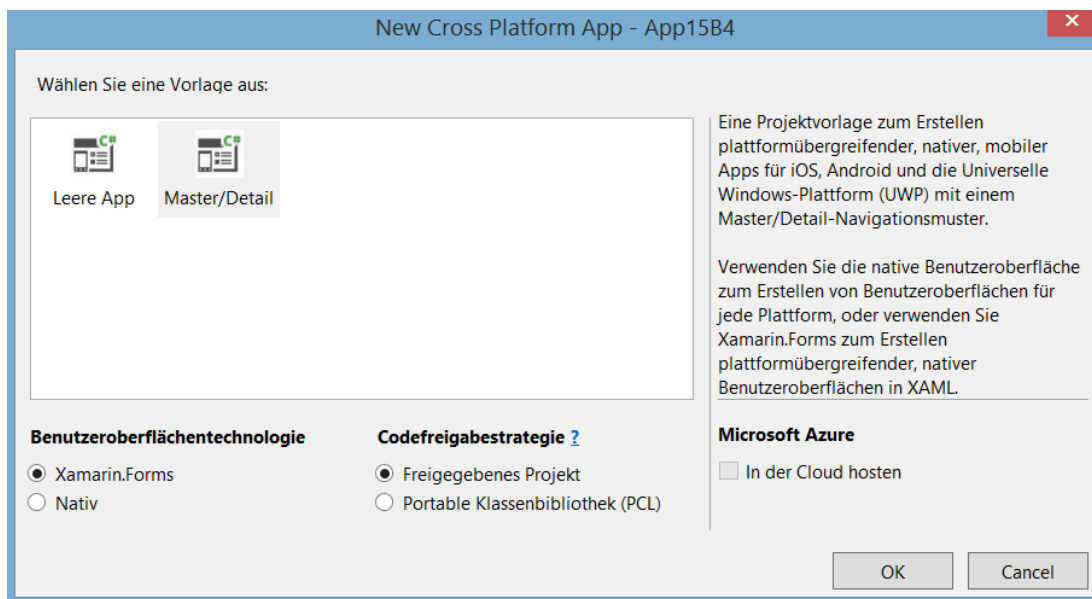 New Cross Platform App - App15B4
x
Wählen Sie eine Vorlage aus:
C#
C#
Leere App
Master/Detail
Eine Projektvorlage zum Erstellen
plattformübergreifender, nativer, mobiler
Apps für iOS, Android und die Universelle
Windows-Plattform (UWP) mit einem
Master/Detail-Navigationsmuster.
Verwenden Sie die native Benutzeroberfläche
zum Erstellen von Benutzeroberflächen für
jede Plattform, oder verwenden Sie
Xamarin.Forms zum Erstellen
plattformübergreifender, nativer
Benutzeroberflächen in XAML.
Benutzeroberflächentechnologie
Xamarin.Forms
Nativ
Codefreigabestrategie ?
Freigegebenes Projekt
Portable Klassenbibliothek (PCL)
Microsoft Azure
In der Cloud hosten
OK
Cancel